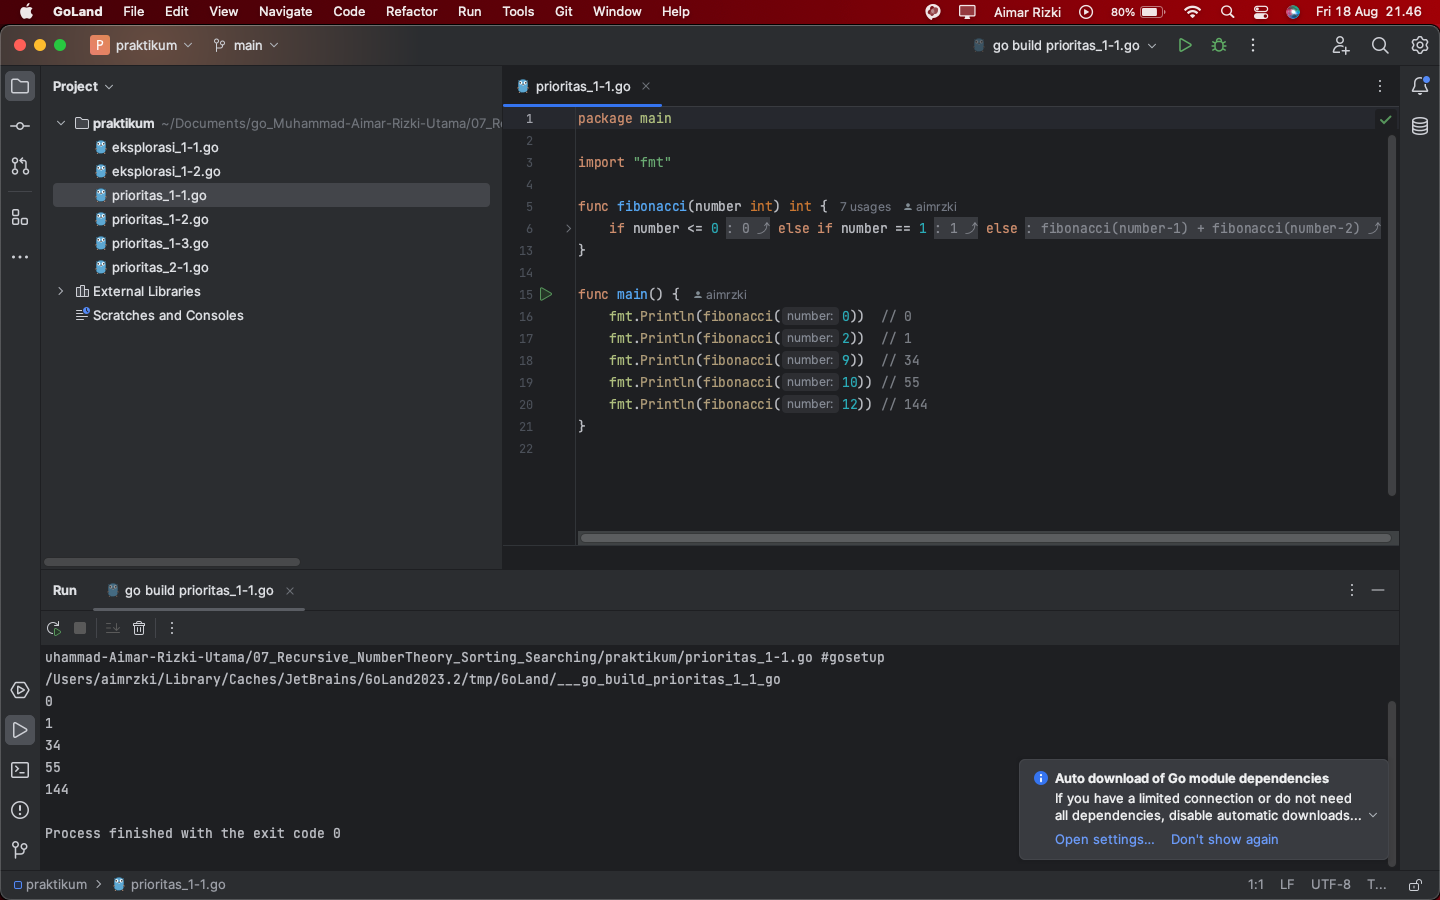 GoLand File Edit View Navigate Code Refactor Run Tools Git Window Help Aimar Rizki 80% Fri 18 Aug 21.46
P praktikum main go build prioritas_1-1.go
Project
praktikum ~/Documents/go_Muhammad-Aimar-Rizki-Utama/07_R
eksplorasi_1-1.go
eksplorasi_1-2.go
prioritas_1-1.go
prioritas_1-2.go
prioritas_1-3.go
prioritas_2-1.go
External Libraries
Scratches and Consoles
prioritas_1-1.go
1 package main
2
3 import "fmt"
4
5 func fibonacci(number int) int { 7 usages aimrzki
6 if number <= 0 : 0 else if number == 1 : 1 else : fibonacci(number-1) + fibonacci(number-2)
13 }
14
15 func main() { aimrzki
16 fmt.Println(fibonacci( number: 0)) // 0
17 fmt.Println(fibonacci( number: 2)) // 1
18 fmt.Println(fibonacci( number: 9)) // 34
19 fmt.Println(fibonacci( number: 10)) // 55
20 fmt.Println(fibonacci( number: 12)) // 144
21 }
22
Run go build prioritas_1-1.go
uhammad-Aimar-Rizki-Utama/07_Recursive_NumberTheory_Sorting_Searching/praktikum/prioritas_1-1.go #gosetup
/Users/aimrzki/Library/Caches/JetBrains/GoLand2023.2/tmp/GoLand/___go_build_prioritas_1_1_go
0
1
34
55
144
Process finished with the exit code 0
Auto download of Go module dependencies
If you have a limited connection or do not need
all dependencies, disable automatic downloads...
Open settings... Don't show again
praktikum prioritas_1-1.go 1:1 LF UTF-8 T...